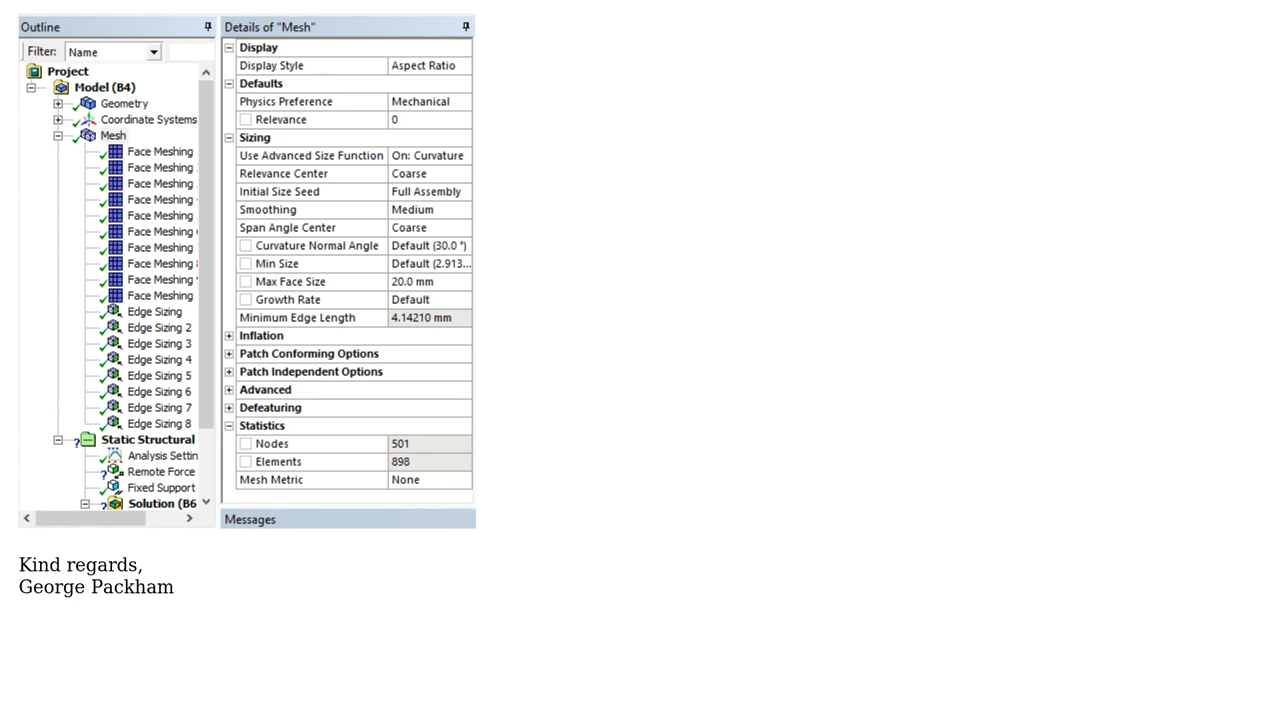 Outline
Filter:
Name
Project
Model (B4)
Geometry
Coordinate Systems
Mesh
Face Meshing
Face Meshing
Face Meshing
Face Meshing
Face Meshing
Face Meshing
Face Meshing
Face Meshing
Face Meshing
Face Meshing
Edge Sizing
Edge Sizing 2
Edge Sizing 3
Edge Sizing 4
Edge Sizing 5
Edge Sizing 6
Edge Sizing 7
Edge Sizing 8
Static Structural
Analysis Settin
Remote Force
Fixed Support
Solution (B6
Details of "Mesh"
Display
Display Style Aspect Ratio
Defaults
Physics Preference Mechanical
Relevance 0
Sizing
Use Advanced Size Function On: Curvature
Relevance Center Coarse
Initial Size Seed Full Assembly
Smoothing Medium
Span Angle Center Coarse
Curvature Normal Angle Default (30.0 °)
Min Size Default (2.913...
Max Face Size 20.0 mm
Growth Rate Default
Minimum Edge Length 4.14210 mm
Inflation
Patch Conforming Options
Patch Independent Options
Advanced
Defeaturing
Statistics
Nodes 501
Elements 898
Mesh Metric None
Messages
Kind regards,
George Packham